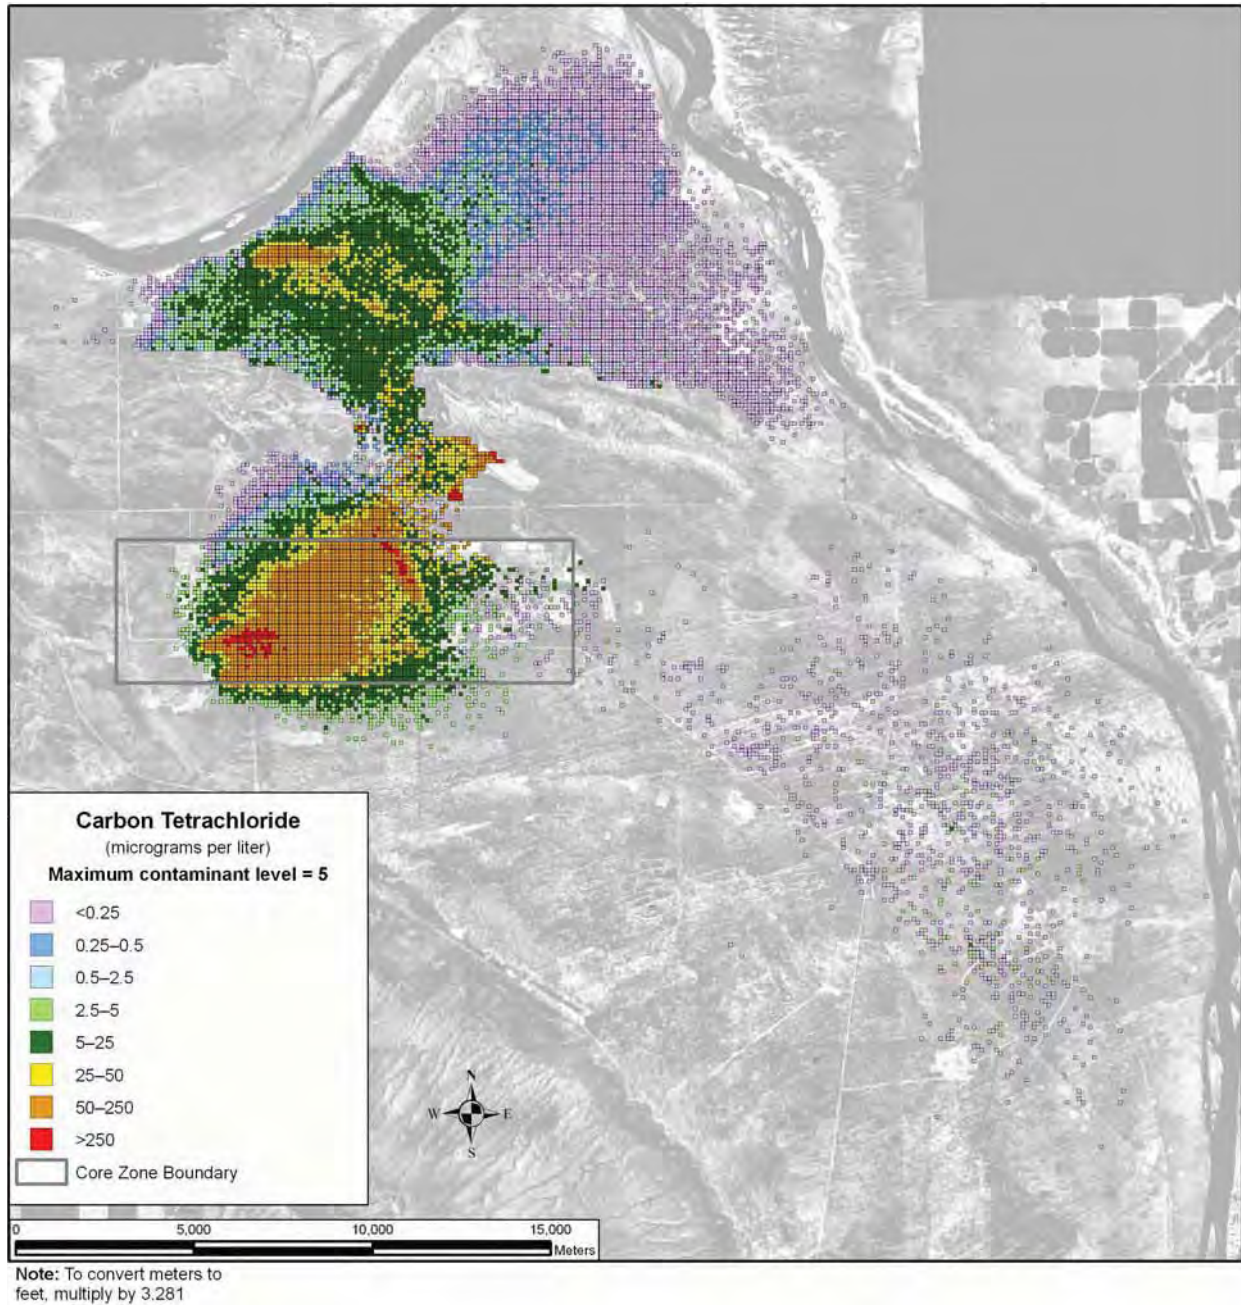 Carbon Tetrachloride
(micrograms per liter)
Maximum contaminant level = 5
<0.25
0.25–0.5
0.5–2.5
2.5–5
5–25
25–50
50–250
>250
Core Zone Boundary
N
W E
S
0 5,000 10,000 15,000
Meters
Note: To convert meters to
feet, multiply by 3.281